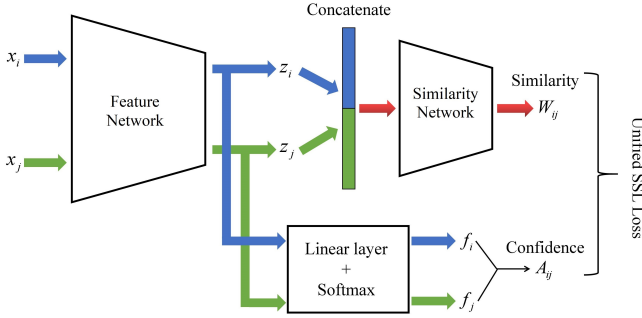 Concatenate
x_i
Feature
Network
z_i
Similarity
Network
Similarity
W_ij
x_j
z_j
Unified SSL Loss
Linear layer
+
Softmax
f_i
f_j
Confidence
A_ij